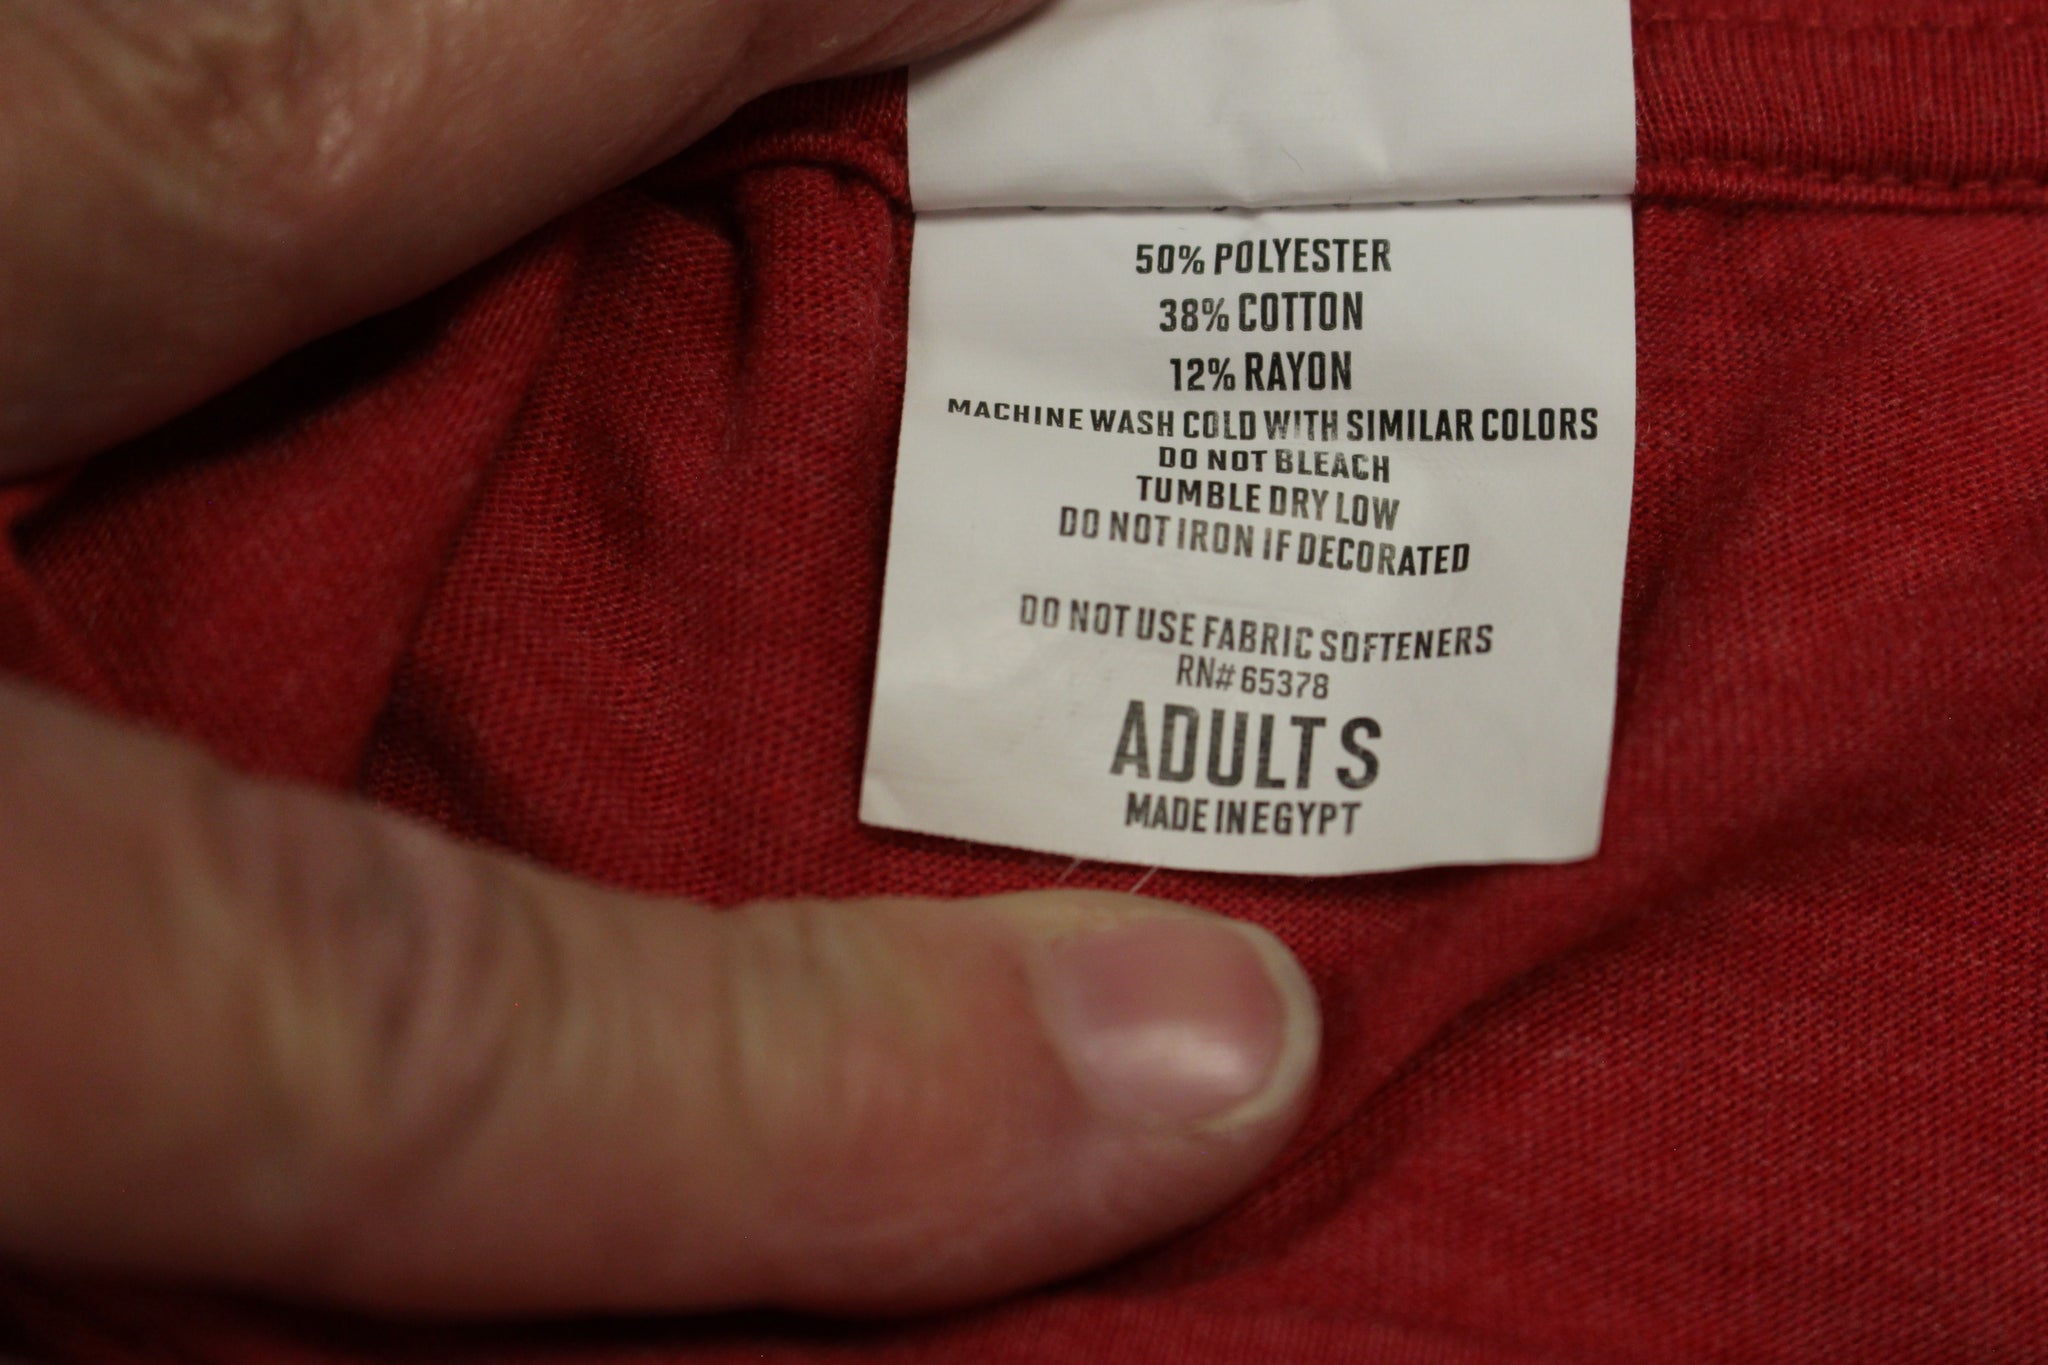 50% POLYESTER
38% COTTON
12% RAYON
MACHINE WASH COLD WITH SIMILAR COLORS
DO NOT BLEACH
TUMBLE DRY LOW
DO NOT IRON IF DECORATED
DO NOT USE FABRIC SOFTENERS
RN# 65378
ADULT S
MADE IN EGYPT